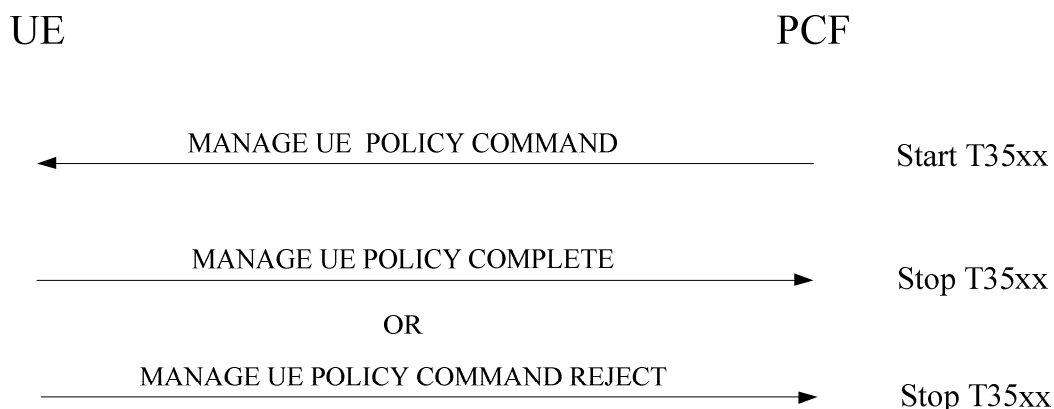 UE PCF
MANAGE UE POLICY COMMAND Start T35xx
MANAGE UE POLICY COMPLETE Stop T35xx
OR
MANAGE UE POLICY COMMAND REJECT Stop T35xx